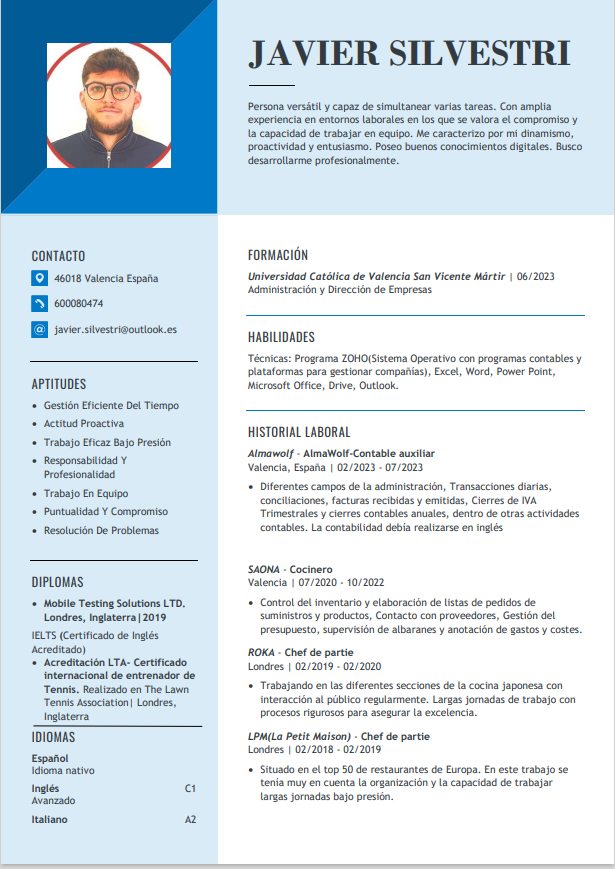 JAVIER SILVESTRI
Persona versátil y capaz de simultanear varias tareas. Con amplia
experiencia en entornos laborales en los que se valora el compromiso y
la capacidad de trabajar en equipo. Me caracterizo por mi dinamismo,
proactividad y entusiasmo. Poseo buenos conocimientos digitales. Busco
desarrollarme profesionalmente.
CONTACTO
46018 Valencia España
600080474
javier.silvestri@outlook.es
APTITUDES
• Gestión Eficiente Del Tiempo
• Actitud Proactiva
• Trabajo Eficaz Bajo Presión
• Responsabilidad Y
Profesionalidad
• Trabajo En Equipo
• Puntualidad Y Compromiso
• Resolución De Problemas
DIPLOMAS
• Mobile Testing Solutions LTD.
Londres, Inglaterra|2019
IELTS (Certificado de Inglés
Acreditado)
• Acreditación LTA- Certificado
internacional de entrenador de
Tennis. Realizado en The Lawn
Tennis Association| Londres,
Inglaterra
IDIOMAS
Español
Idioma nativo
Inglés C1
Avanzado
Italiano A2
FORMACIÓN
Universidad Católica de Valencia San Vicente Mártir | 06/2023
Administración y Dirección de Empresas
HABILIDADES
Técnicas: Programa ZOHO(Sistema Operativo con programas contables y
plataformas para gestionar compañías), Excel, Word, Power Point,
Microsoft Office, Drive, Outlook.
HISTORIAL LABORAL
Almawolf - AlmaWolf-Contable auxiliar
Valencia, España | 02/2023 - 07/2023
• Diferentes campos de la administración, Transacciones diarias,
conciliaciones, facturas recibidas y emitidas, Cierres de IVA
Trimestrales y cierres contables anuales, dentro de otras actividades
contables. La contabilidad debía realizarse en inglés
SAONA - Cocinero
Valencia | 07/2020 - 10/2022
• Control del inventario y elaboración de listas de pedidos de
suministros y productos, Contacto con proveedores, Gestión del
presupuesto, supervisión de albaranes y anotación de gastos y costes.
ROKA - Chef de partie
Londres | 02/2019 - 02/2020
• Trabajando en las diferentes secciones de la cocina japonesa con
interacción al público regularmente. Largas jornadas de trabajo con
procesos rigurosos para asegurar la excelencia.
LPM(La Petit Maison) - Chef de partie
Londres | 02/2018 - 02/2019
• Situado en el top 50 de restaurantes de Europa. En este trabajo se
tenía muy en cuenta la organización y la capacidad de trabajar
largas jornadas bajo presión.